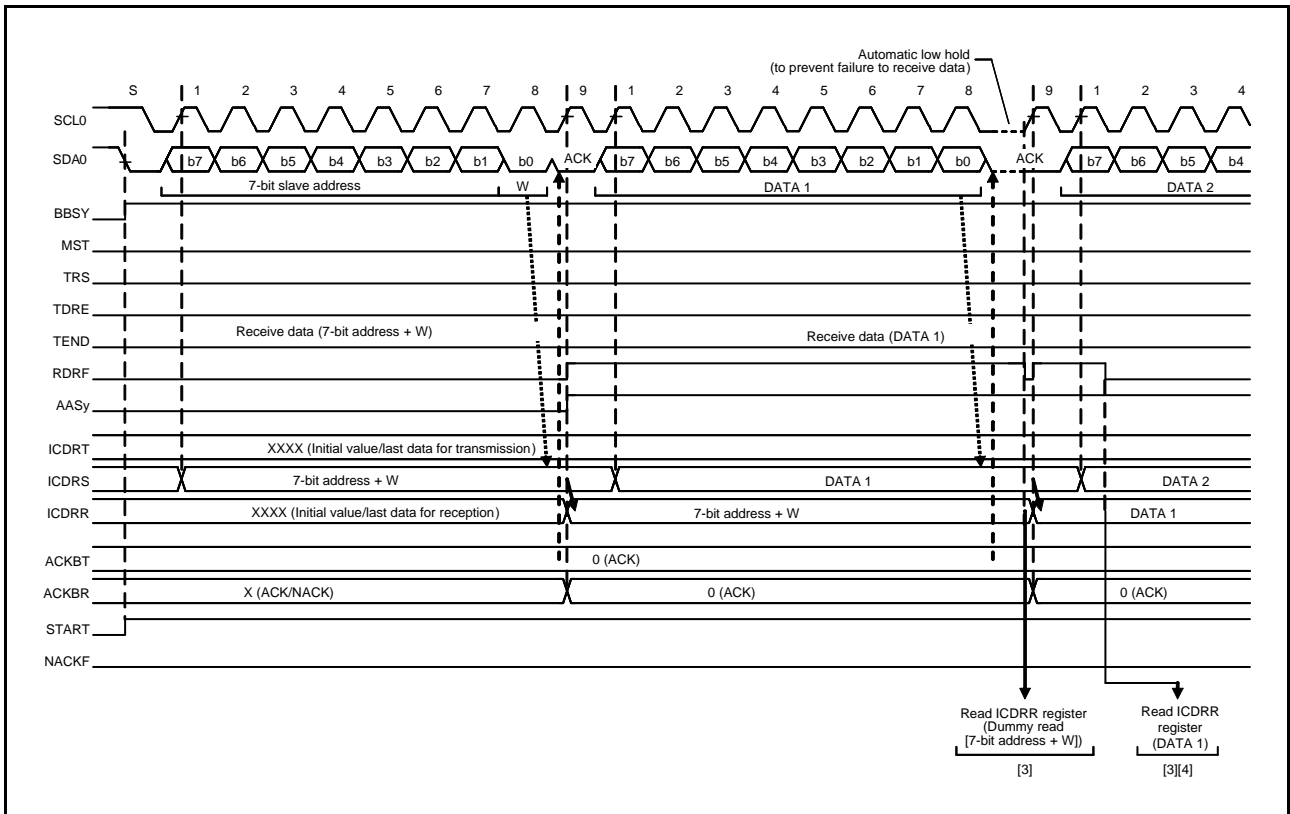 Automatic low hold
(to prevent failure to receive data)
S 1 2 3 4 5 6 7 8 9 1 2 3 4 5 6 7 8 9 1 2 3 4
SCL0
SDA0 b7 b6 b5 b4 b3 b2 b1 b0 ACK b7 b6 b5 b4 b3 b2 b1 b0 ACK b7 b6 b5 b4
7-bit slave address W DATA 1 DATA 2
BBSY
MST
TRS
TDRE
Receive data (7-bit address + W) Receive data (DATA 1)
TEND
RDRF
AASy
ICDRT XXXX (Initial value/last data for transmission)
ICDRS 7-bit address + W DATA 1 DATA 2
ICDRR XXXX (Initial value/last data for reception) 7-bit address + W DATA 1
ACKBT 0 (ACK)
ACKBR X (ACK/NACK) 0 (ACK) 0 (ACK)
START
NACKF
Read ICDRR register
(Dummy read
[7-bit address + W])
[3]
Read ICDRR
register
(DATA 1)
[3][4]